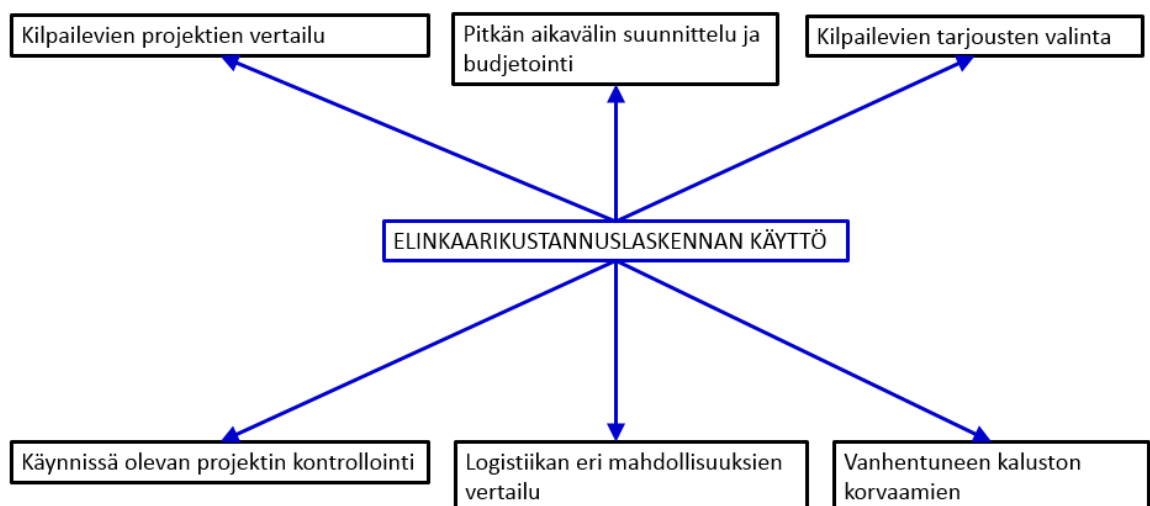 Kilpailevien projektien vertailu
Pitkän aikavälin suunnittelu ja
budjetointi
Kilpailevien tarjousten valinta
ELINKAARIKUSTANNUSLASKENNAN KÄYTTÖ
Käynnissä olevan projektin kontrollointi
Logistiikan eri mahdollisuuksien
vertailu
Vanhentuneen kaluston
korvaamien